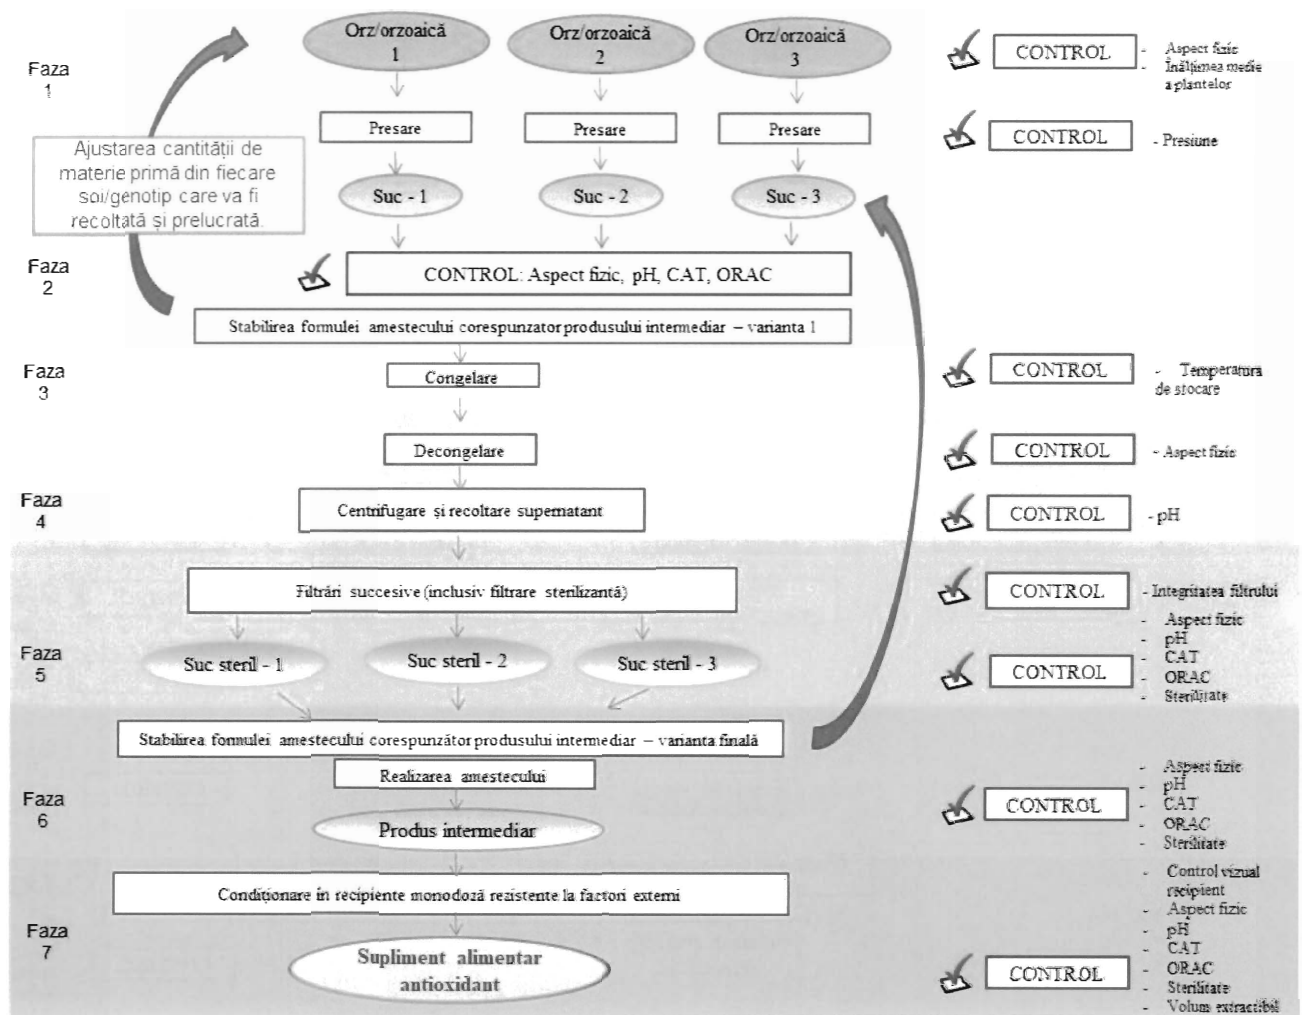 Faza
1
Orz/orzoaică
1
Orz/orzoaică
2
Orz/orzoaică
3
CONTROL
- Aspect fizic
- Înălțimea medie
a plantelor
Presare
Presare
Presare
CONTROL
- Presiune
Ajustarea cantității de
materie primă din fiecare
soi/genotip care va fi
recoltată și prelucrată.
Suc - 1
Suc - 2
Suc - 3
Faza
2
CONTROL: Aspect fizic, pH, CAT, ORAC
Stabilirea formulei amestecului corespunzator produsului intermediar – varianta 1
Faza
3
Congelare
CONTROL
- Temperatura
de stocare
Decongelare
CONTROL
- Aspect fizic
Faza
4
Centrifugare și recoltare supernatant
CONTROL
- pH
Filtrări succesive (inclusiv filtrare sterilizantă)
CONTROL
- Integritatea filtrului
Faza
5
Suc steril - 1
Suc steril - 2
Suc steril - 3
CONTROL
- Aspect fizic
- pH
- CAT
- ORAC
- Sterilitate
Stabilirea formulei amestecului corespunzător produsului intermediar – varianta finală
Realizarea amestecului
Faza
6
Produs intermediar
CONTROL
- Aspect fizic
- pH
- CAT
- ORAC
- Sterilitate
Condiționare în recipiente monodoză rezistente la factori externi
Faza
7
Supliment alimentar
antioxidant
CONTROL
- Control vizual
recipient
- Aspect fizic
- pH
- CAT
- ORAC
- Sterilitate
- Volum extractibil